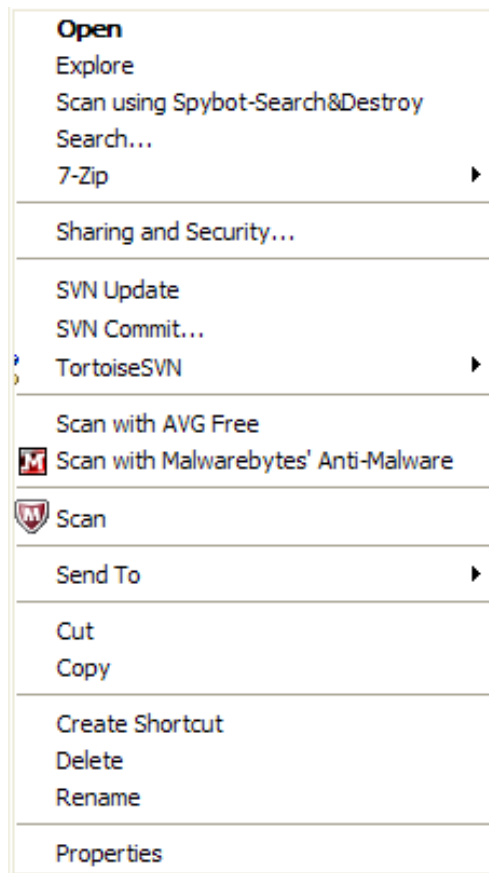 Open
Explore
Scan using Spybot-Search&Destroy
Search...
7-Zip
Sharing and Security...
SVN Update
SVN Commit...
TortoiseSVN
Scan with AVG Free
M Scan with Malwarebytes' Anti-Malware
M Scan
Send To
Cut
Copy
Create Shortcut
Delete
Rename
Properties